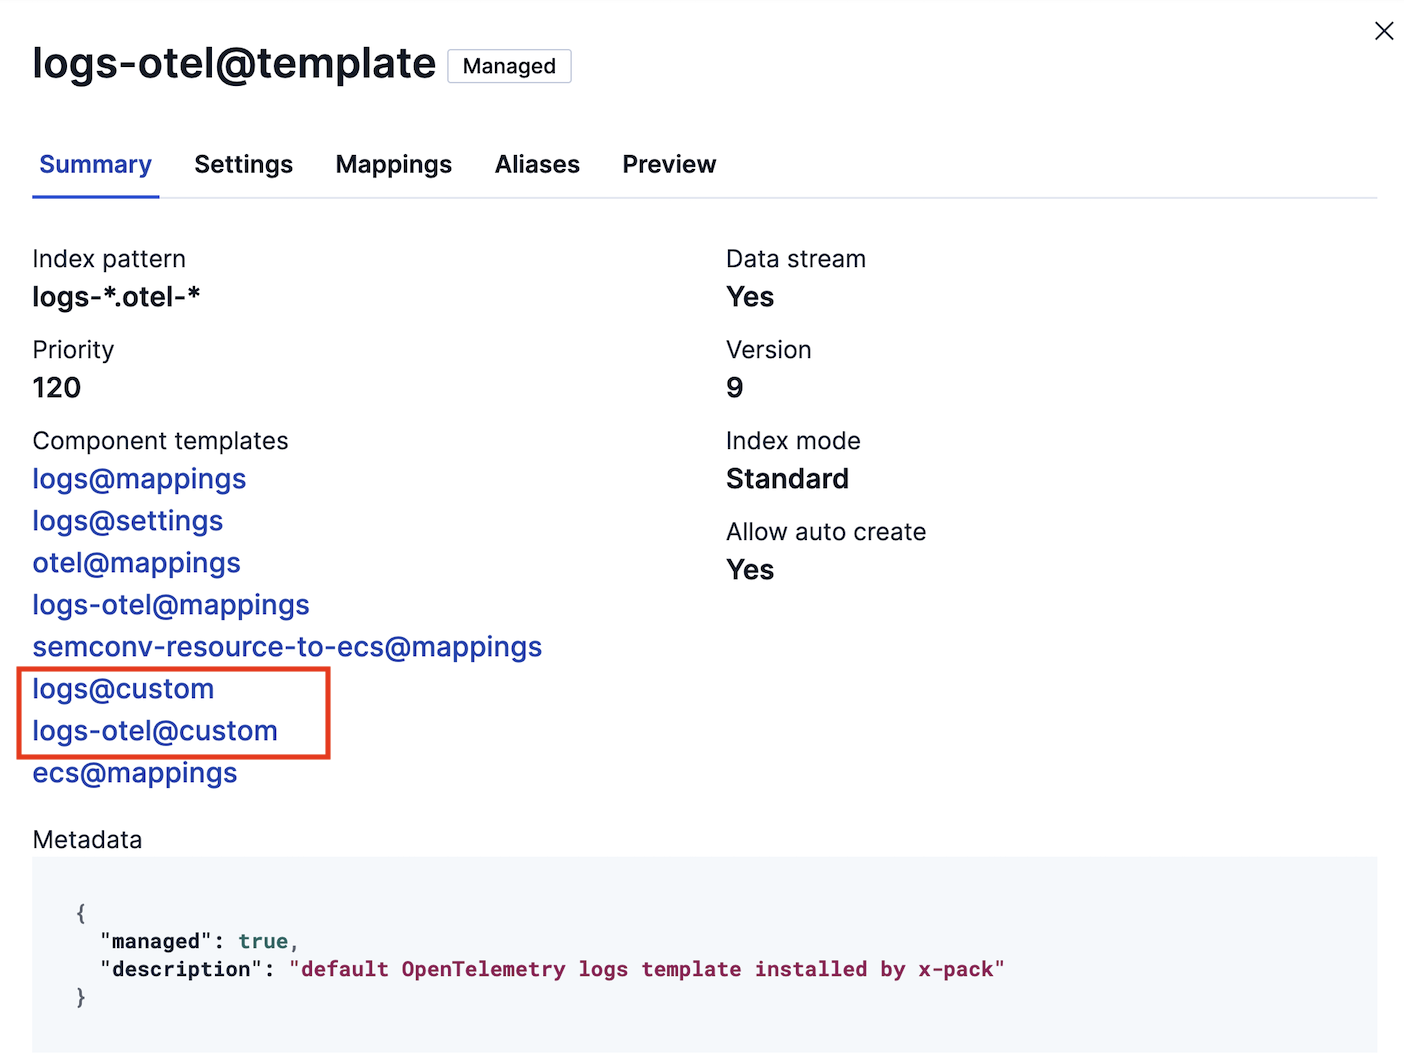 logs-otel@template Managed
Summary Settings Mappings Aliases Preview
Index pattern
logs-*.otel-*
Priority
120
Component templates
logs@mappings
logs@settings
otel@mappings
logs-otel@mappings
semconv-resource-to-ecs@mappings
logs@custom
logs-otel@custom
ecs@mappings
Data stream
Yes
Version
9
Index mode
Standard
Allow auto create
Yes
Metadata
{
"managed": true,
"description": "default OpenTelemetry logs template installed by x-pack"
}